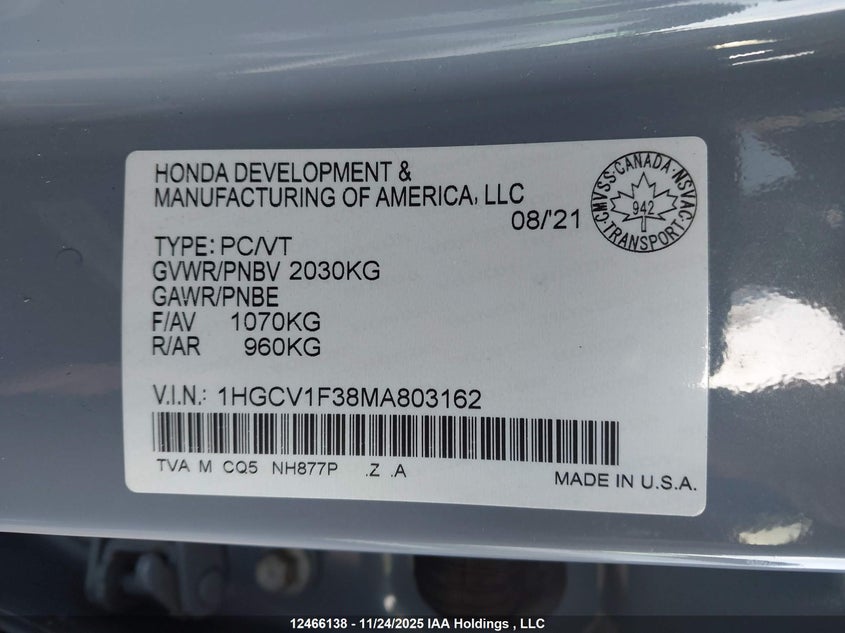 HONDA DEVELOPMENT &
MANUFACTURING OF AMERICA, LLC
08/'21
CMVSS·CANADA·NSVAC
942
TRANSPORT
TYPE: PC/VT
GVWR/PNBV 2030KG
GAWR/PNBE
F/AV 1070KG
R/AR 960KG
V.I.N.: 1HGCV1F38MA803162
TVA M CQ5 NH877P .Z .A
MADE IN U.S.A.
12466138 - 11/24/2025 IAA Holdings , LLC